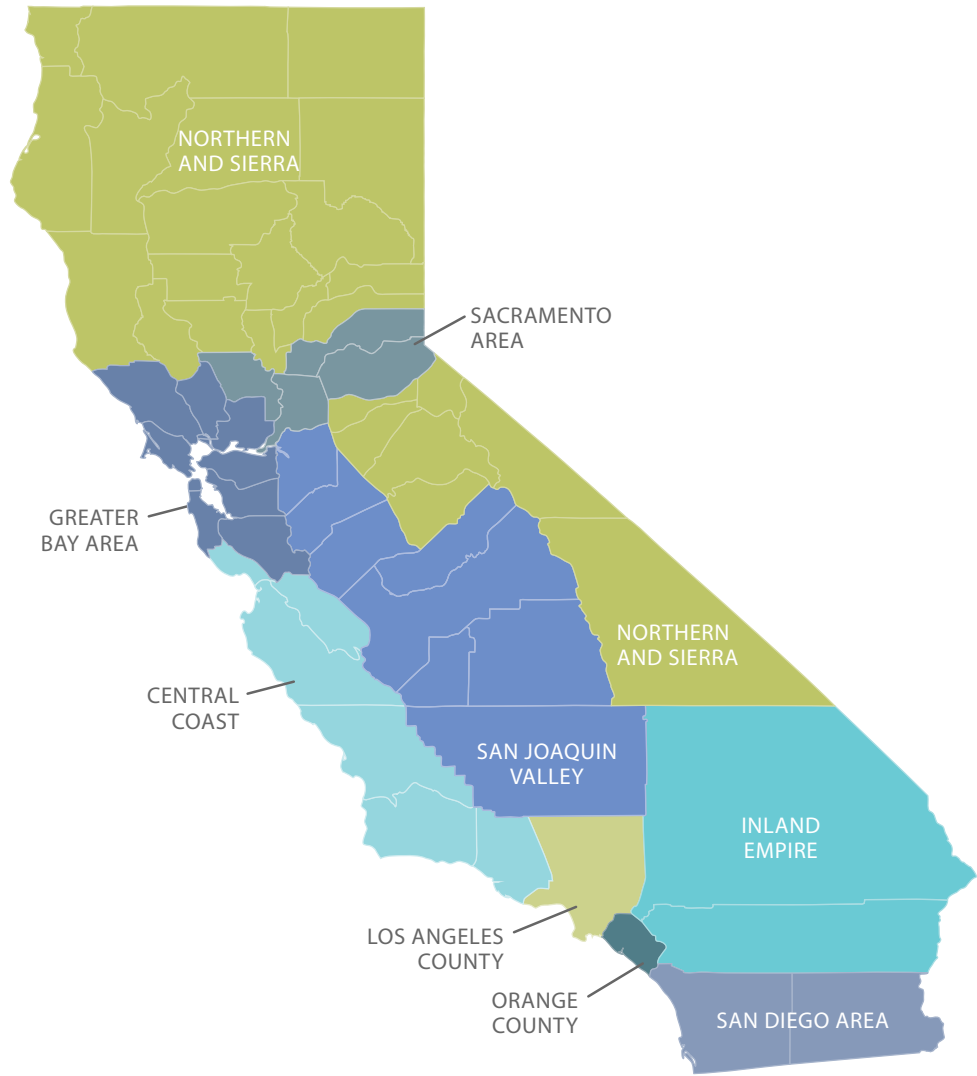 NORTHERN
AND SIERRA
SACRAMENTO
AREA
GREATER
BAY AREA
NORTHERN
AND SIERRA
CENTRAL
COAST
SAN JOAQUIN
VALLEY
INLAND
EMPIRE
LOS ANGELES
COUNTY
ORANGE
COUNTY
SAN DIEGO AREA